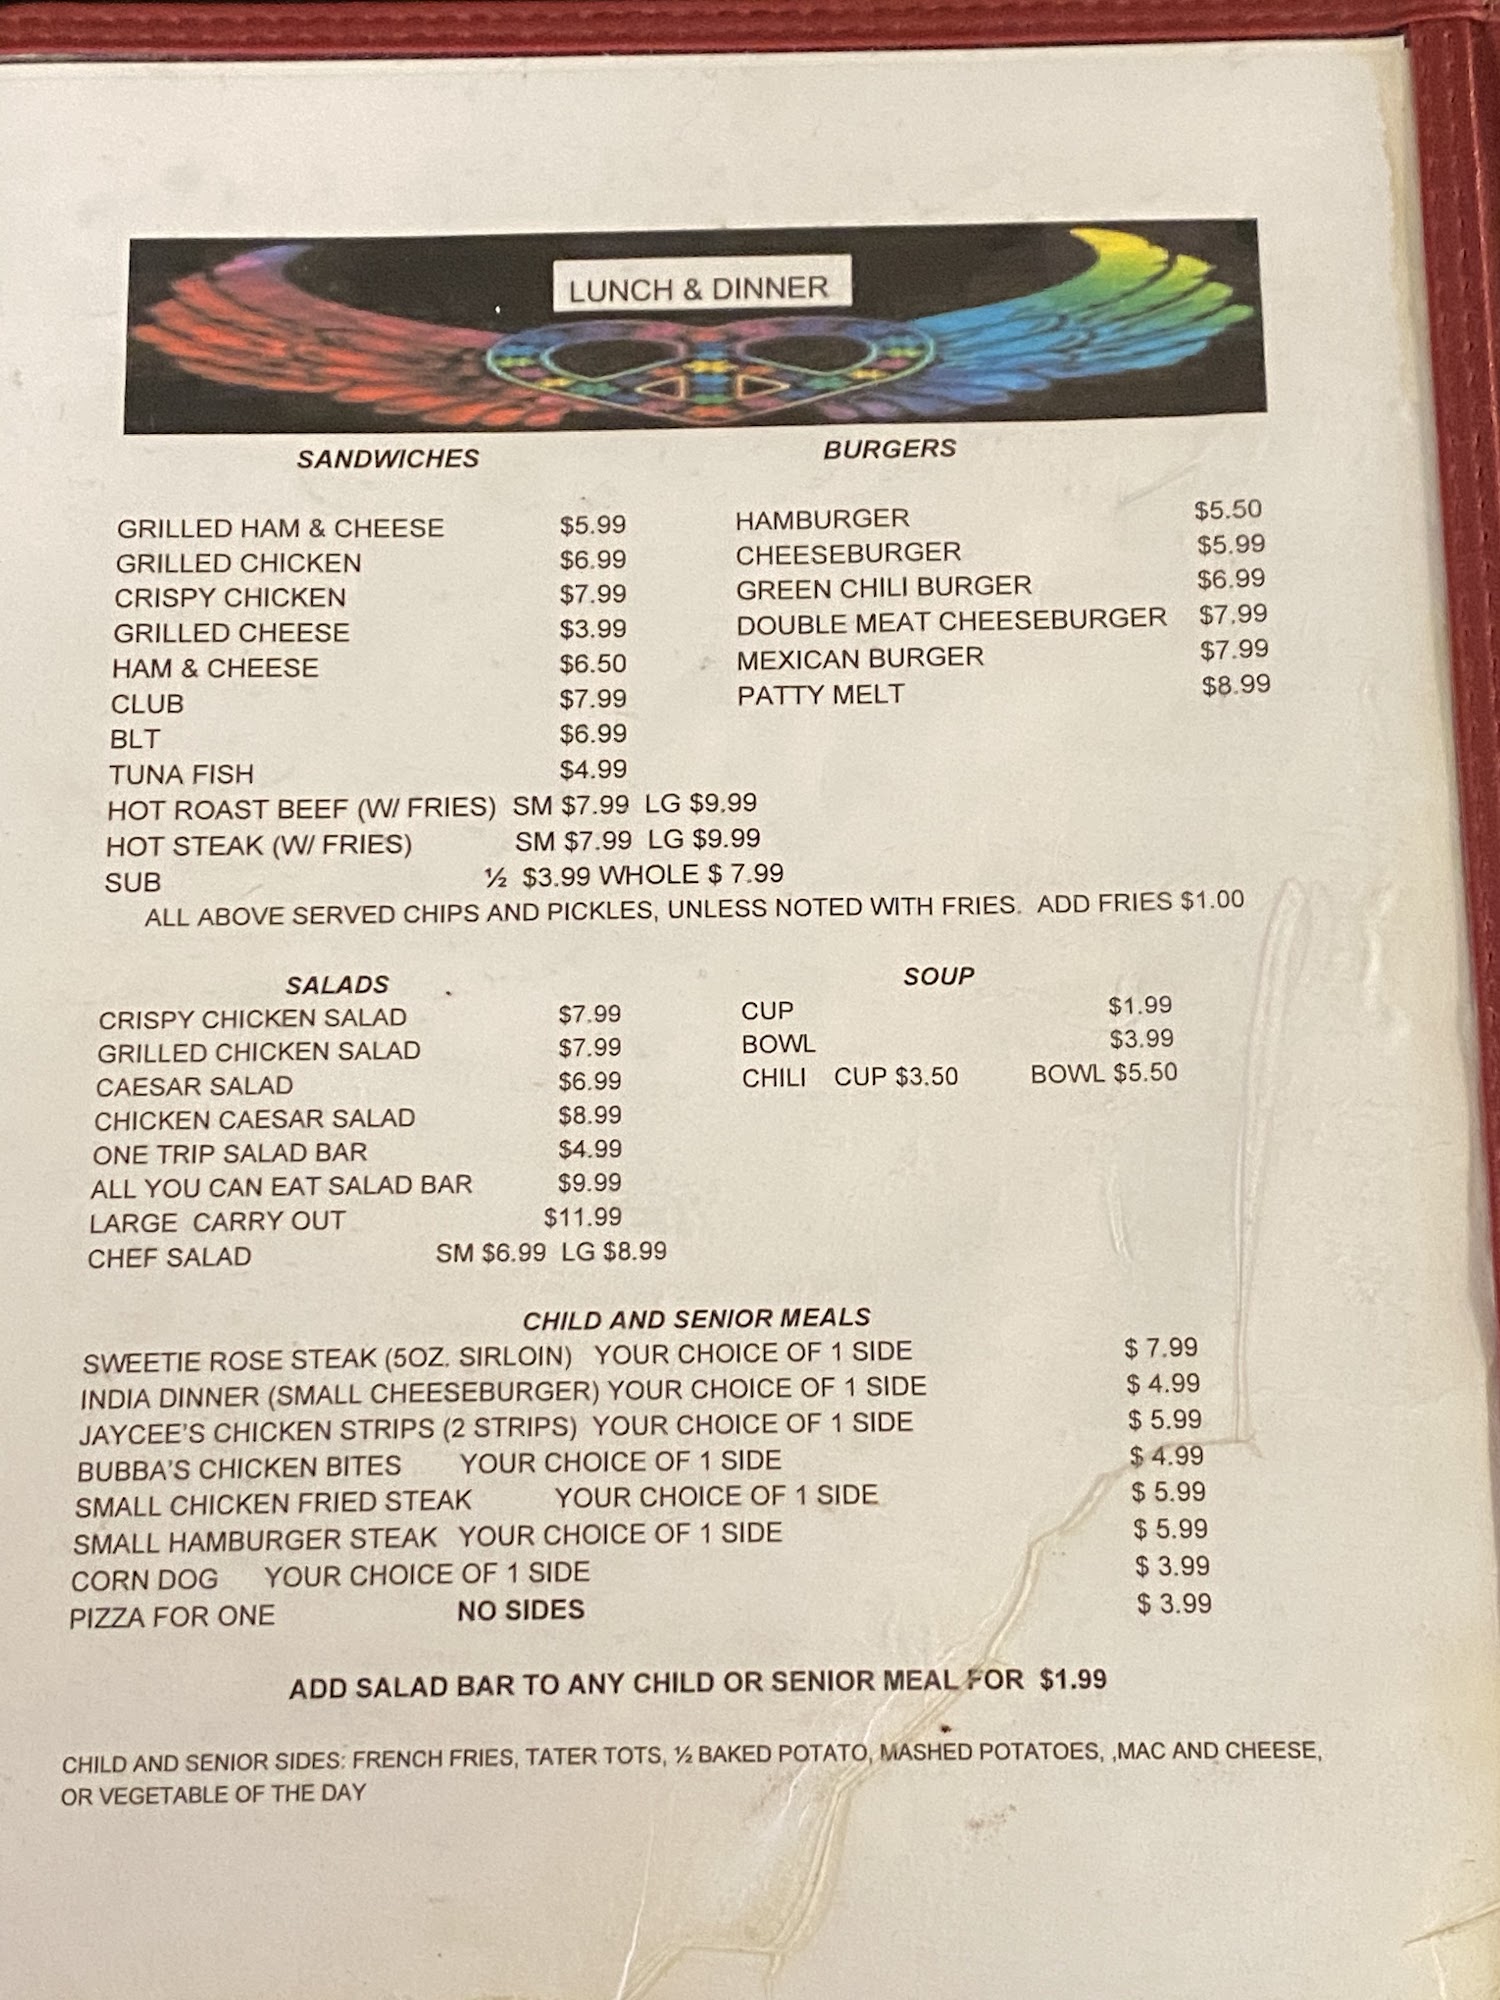 LUNCH & DINNER
SANDWICHES
GRILLED HAM & CHEESE $5.99
GRILLED CHICKEN $6.99
CRISPY CHICKEN $7.99
GRILLED CHEESE $3.99
HAM & CHEESE $6.50
CLUB $7.99
BLT $6.99
TUNA FISH $4.99
HOT ROAST BEEF (W/ FRIES) SM $7.99 LG $9.99
HOT STEAK (W/ FRIES) SM $7.99 LG $9.99
SUB ½ $3.99 WHOLE $ 7.99
BURGERS
HAMBURGER $5.50
CHEESEBURGER $5.99
GREEN CHILI BURGER $6.99
DOUBLE MEAT CHEESEBURGER $7.99
MEXICAN BURGER $7.99
PATTY MELT $8.99
ALL ABOVE SERVED CHIPS AND PICKLES, UNLESS NOTED WITH FRIES. ADD FRIES $1.00
SALADS
CRISPY CHICKEN SALAD $7.99
GRILLED CHICKEN SALAD $7.99
CAESAR SALAD $6.99
CHICKEN CAESAR SALAD $8.99
ONE TRIP SALAD BAR $4.99
ALL YOU CAN EAT SALAD BAR $9.99
LARGE CARRY OUT $11.99
CHEF SALAD SM $6.99 LG $8.99
SOUP
CUP $1.99
BOWL $3.99
CHILI CUP $3.50 BOWL $5.50
CHILD AND SENIOR MEALS
SWEETIE ROSE STEAK (5OZ. SIRLOIN) YOUR CHOICE OF 1 SIDE $ 7.99
INDIA DINNER (SMALL CHEESEBURGER) YOUR CHOICE OF 1 SIDE $ 4.99
JAYCEE'S CHICKEN STRIPS (2 STRIPS) YOUR CHOICE OF 1 SIDE $ 5.99
BUBBA'S CHICKEN BITES YOUR CHOICE OF 1 SIDE $ 4.99
SMALL CHICKEN FRIED STEAK YOUR CHOICE OF 1 SIDE $ 5.99
SMALL HAMBURGER STEAK YOUR CHOICE OF 1 SIDE $ 5.99
CORN DOG YOUR CHOICE OF 1 SIDE $ 3.99
PIZZA FOR ONE NO SIDES $ 3.99
ADD SALAD BAR TO ANY CHILD OR SENIOR MEAL FOR $1.99
CHILD AND SENIOR SIDES: FRENCH FRIES, TATER TOTS, ½ BAKED POTATO, MASHED POTATOES, ,MAC AND CHEESE,
OR VEGETABLE OF THE DAY